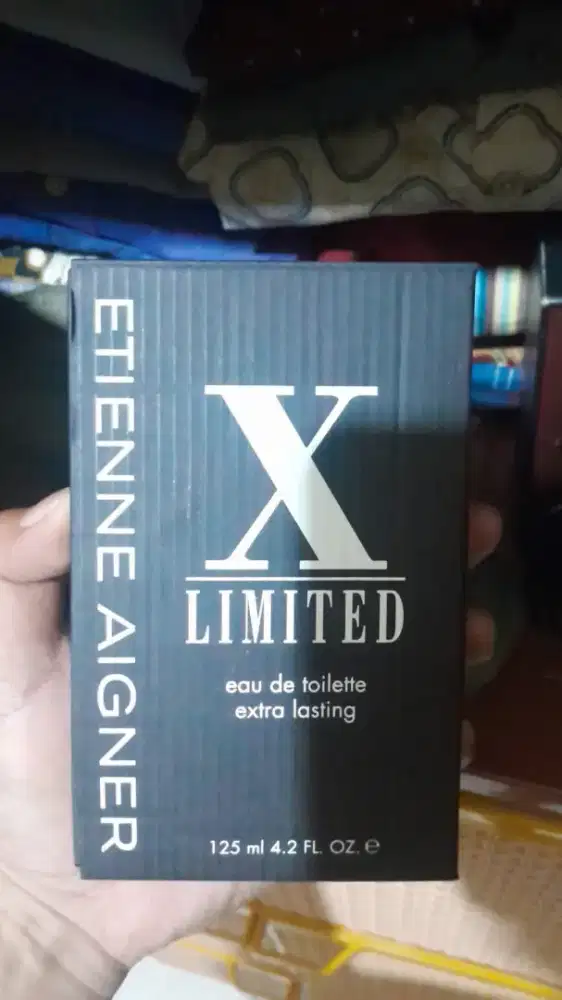 ETIENNE AIGNER
X
LIMITED
eau de toilette
extra lasting
125 ml 4.2 FL. OZ. ℮